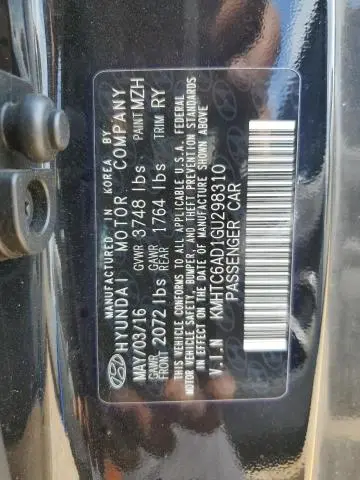 MANUFACTURED IN KOREA BY
HYUNDAI MOTOR COMPANY
MAY/03/16 GVWR 3748 lbs PAINT MZH
GAWR FRONT 2072 lbs GAWR REAR 1764 lbs TRIM RY
THIS VEHICLE CONFORMS TO ALL APPLICABLE U.S.A. FEDERAL
MOTOR VEHICLE SAFETY, BUMPER, AND THEFT PREVENTION STANDARDS
IN EFFECT ON THE DATE OF MANUFACTURE SHOWN ABOVE
V.I.N KMHTC6AD1GU298310
PASSENGER CAR